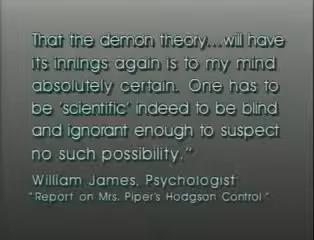 That the demon theory...will have
its innings again is to my mind
absolutely certain. One has to
be 'scientific' indeed to be blind
and ignorant enough to suspect
no such possibility."
William James, Psychologist
"Report on Mrs. Piper's Hodgson Control"